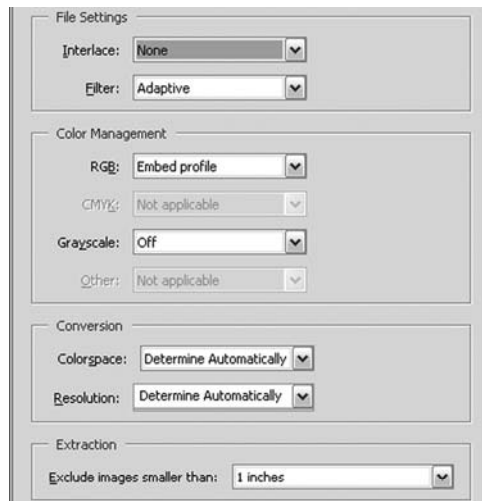 File Settings
Interlace: None
Filter: Adaptive
Color Management
RGB: Embed profile
CMYK: Not applicable
Grayscale: Off
Other: Not applicable
Conversion
Colorspace: Determine Automatically
Resolution: Determine Automatically
Extraction
Exclude images smaller than: 1 inches